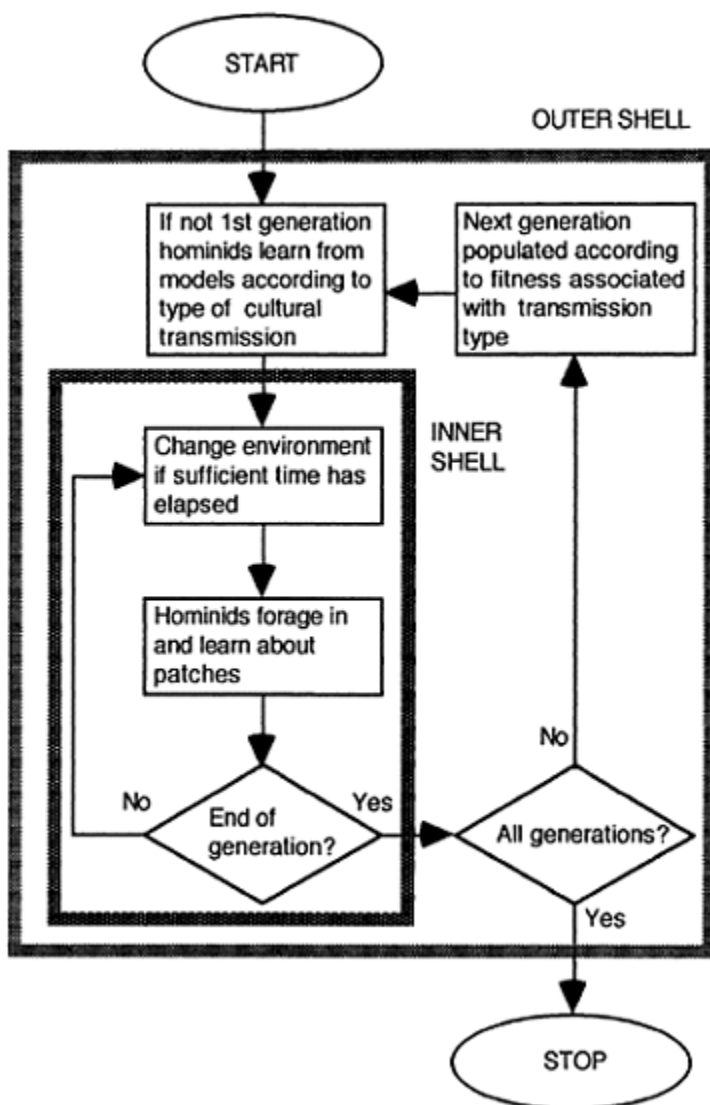 START
OUTER SHELL
If not 1st generation
hominids learn from
models according to
type of cultural
transmission
Next generation
populated according
to fitness associated
with transmission
type
INNER
SHELL
Change environment
if sufficient time has
elapsed
Hominids forage in
and learn about
patches
No
End of
generation?
Yes
No
All generations?
Yes
STOP